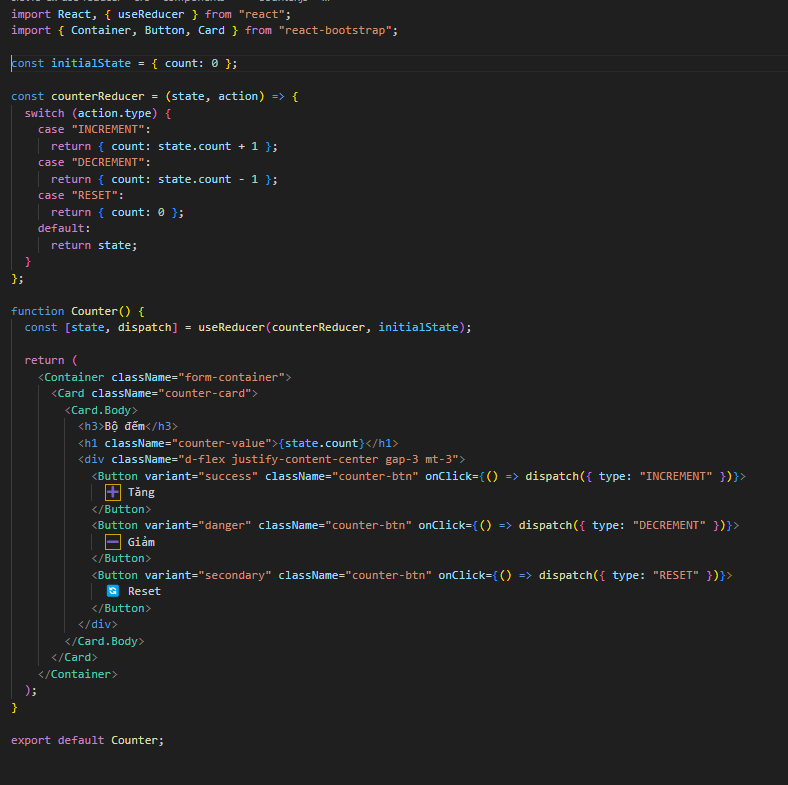 import React, { useReducer } from "react";
import { Container, Button, Card } from "react-bootstrap";

const initialState = { count: 0 };

const counterReducer = (state, action) => {
  switch (action.type) {
    case "INCREMENT":
      return { count: state.count + 1 };
    case "DECREMENT":
      return { count: state.count - 1 };
    case "RESET":
      return { count: 0 };
    default:
      return state;
  }
};

function Counter() {
  const [state, dispatch] = useReducer(counterReducer, initialState);

  return (
    <Container className="form-container">
      <Card className="counter-card">
        <Card.Body>
          <h3>Bộ đếm</h3>
          <h1 className="counter-value">{state.count}</h1>
          <div className="d-flex justify-content-center gap-3 mt-3">
            <Button variant="success" className="counter-btn" onClick={() => dispatch({ type: "INCREMENT" })}>
              ➕ Tăng
            </Button>
            <Button variant="danger" className="counter-btn" onClick={() => dispatch({ type: "DECREMENT" })}>
              ➖ Giảm
            </Button>
            <Button variant="secondary" className="counter-btn" onClick={() => dispatch({ type: "RESET" })}>
              🔄 Reset
            </Button>
          </div>
        </Card.Body>
      </Card>
    </Container>
  );
}

export default Counter;